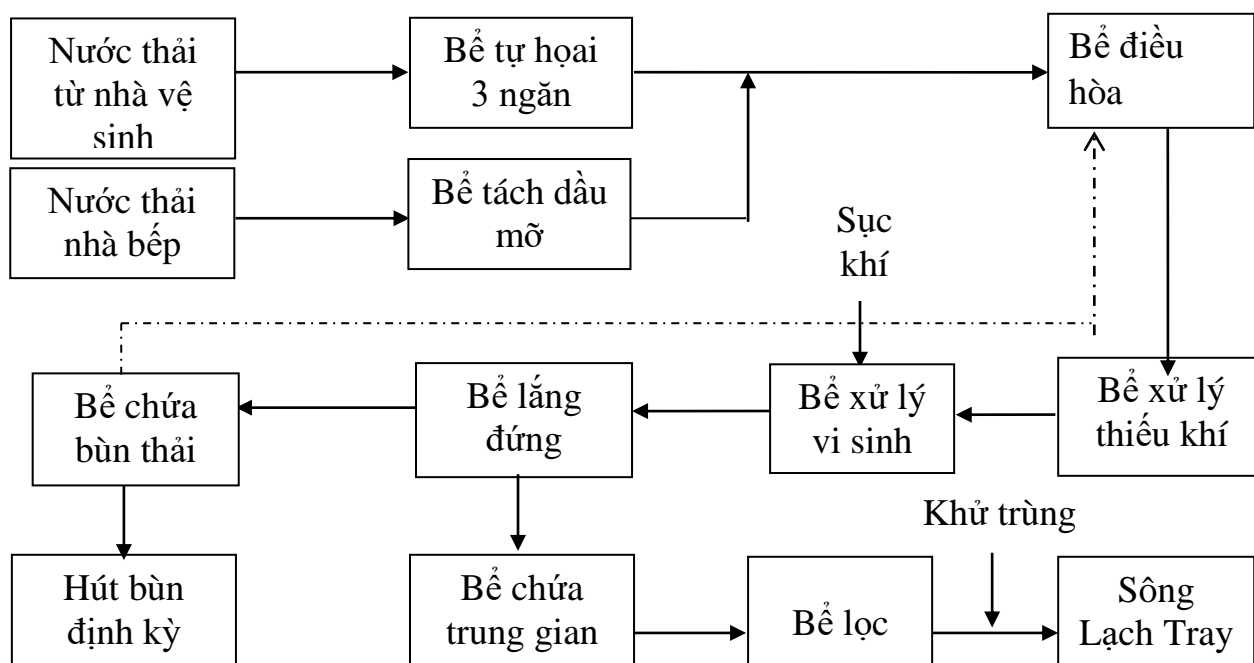 Nước thải
từ nhà vệ
sinh
Bể tự họai
3 ngăn
Bể điều
hòa
Nước thải
nhà bếp
Bể tách dầu
mỡ
Sục
khí
Bể chứa
bùn thải
Bể lắng
đứng
Bể xử lý
vi sinh
Bể xử lý
thiếu khí
Khử trùng
Hút bùn
định kỳ
Bể chứa
trung gian
Bể lọc
Sông
Lạch Tray